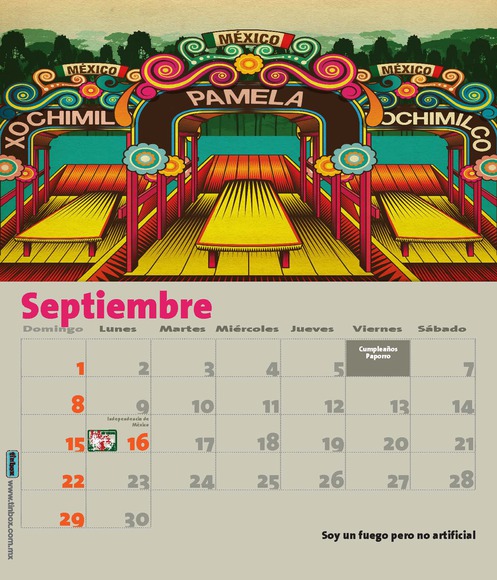 MÉXICO
MÉXICO
MÉXICO
XOCHIMIL
PAMELA
OCHIMILCO
Septiembre
Domingo Lunes Martes Miércoles Jueves Viernes Sábado
Cumpleaños
Paporro
1 2 3 4 5 7
8 9 10 11 12 13 14
Independencia de
México
15 16 17 18 19 20 21
22 23 24 25 26 27 28
29 30
Soy un fuego pero no artificial
tinbox
www.tinbox.com.mx